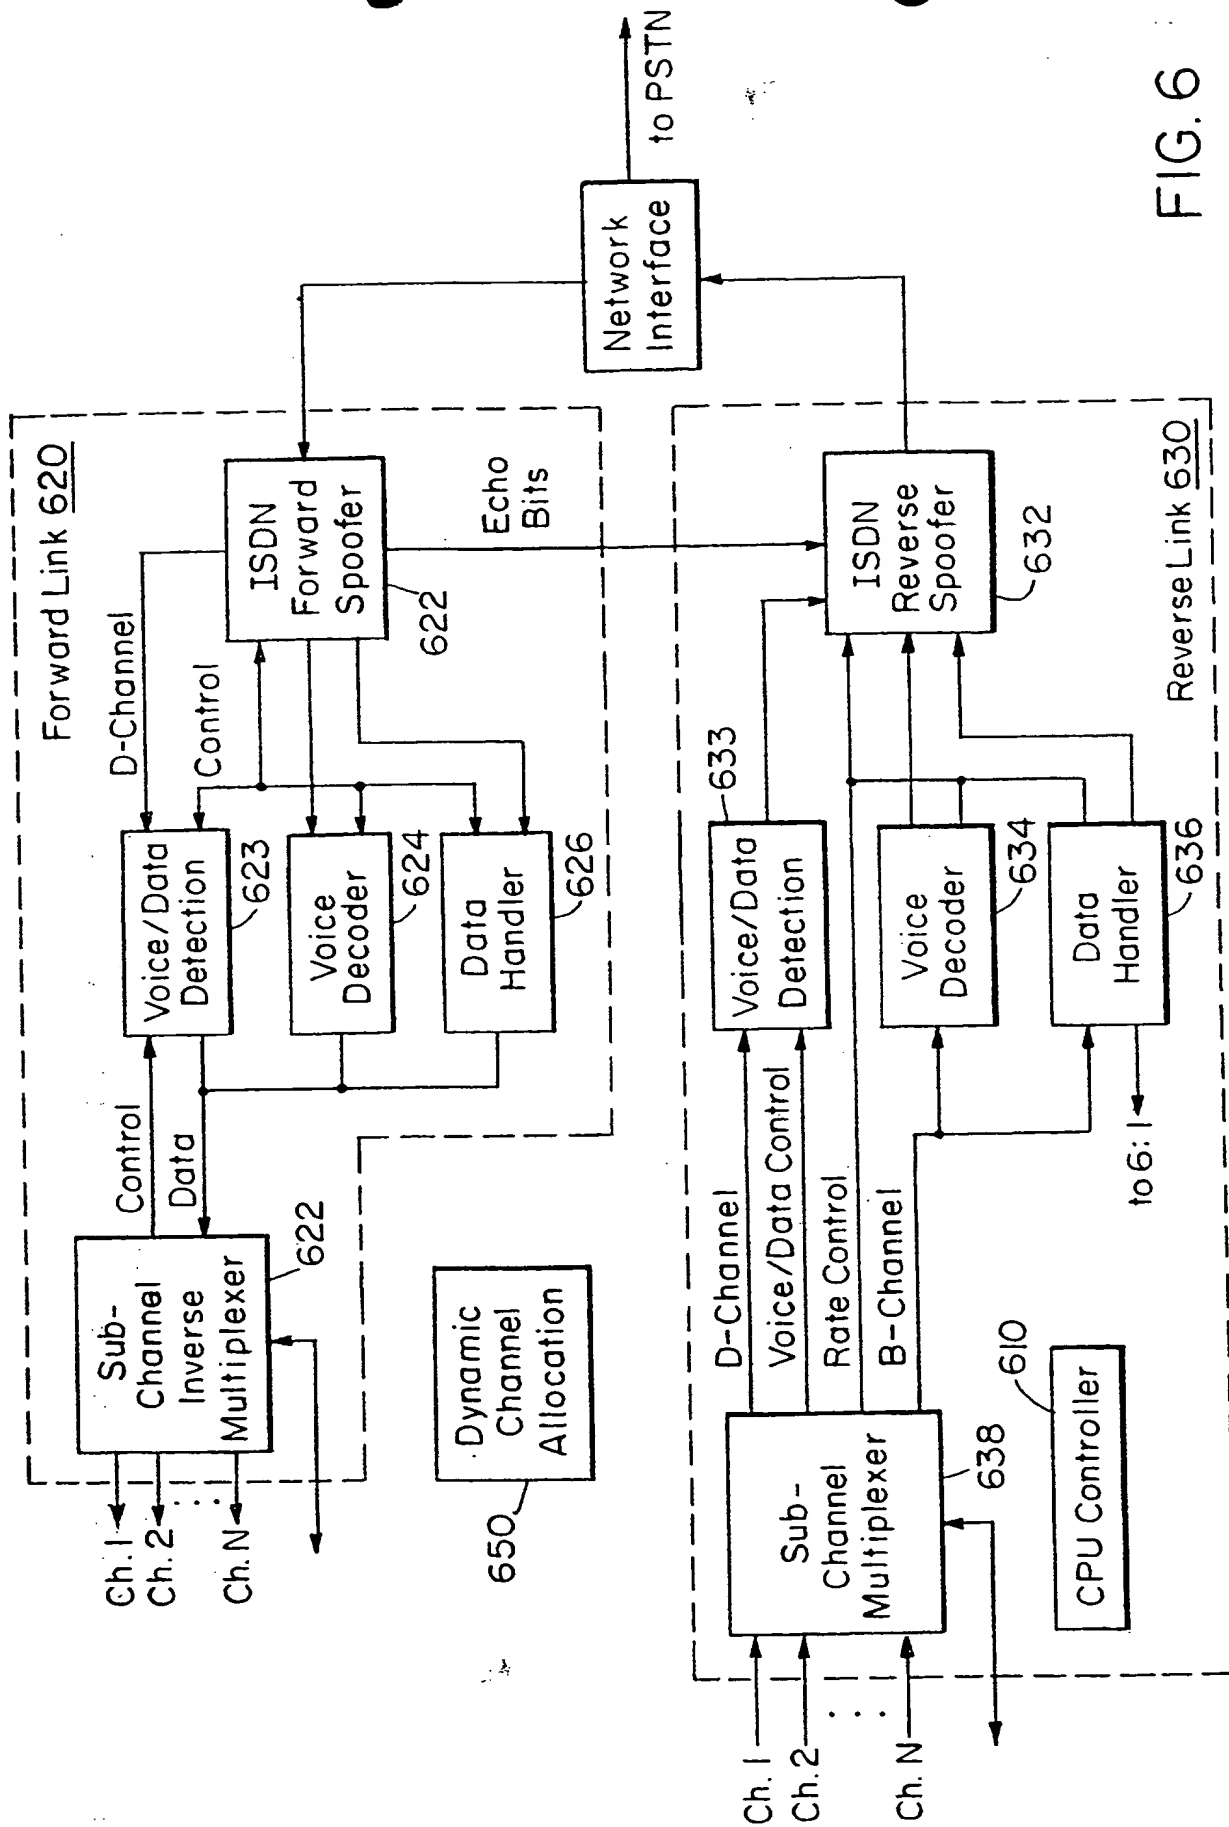 Forward Link 620
Sub-
Channel
Inverse
Multiplexer
622
Ch. 1
Ch. 2
. . .
Ch. N
Control
Data
Voice/Data
Detection
623
Voice
Decoder
624
Data
Handler
626
D-Channel
Control
ISDN
Forward
Spoofer
622
Echo
Bits
Network
Interface
to PSTN
Dynamic
Channel
Allocation
650
Reverse Link 630
Ch. 1
Ch. 2
. . .
Ch. N
Sub-
Channel
Multiplexer
638
D-Channel
Voice/Data Control
Rate Control
B-Channel
Voice/Data
Detection
633
Voice
Decoder
634
Data
Handler
636
to 6: 1
ISDN
Reverse
Spoofer
632
CPU Controller
610
FIG. 6